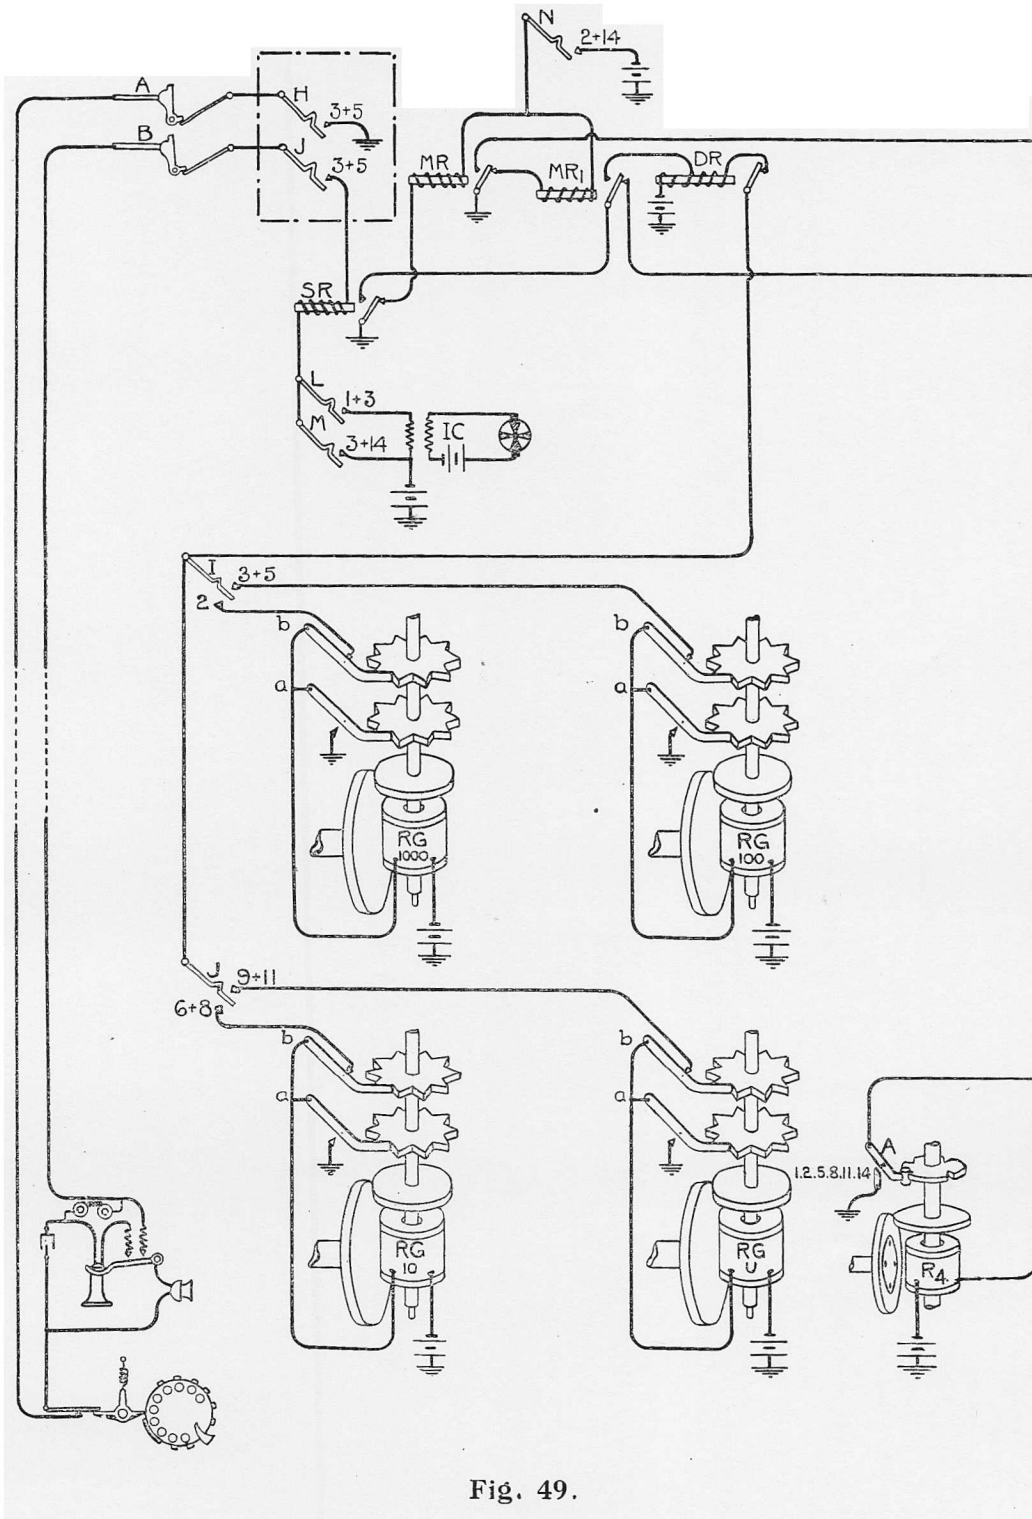 N
2÷14
A
H
3÷5
B
J
3÷5
MR
MR1
DR
SR
L
1÷3
M
3÷14
IC
I
3÷5
2
b
a
RG
1000
b
a
RG
100
J
9÷11
6÷8
b
a
RG
10
b
a
RG
U
A
1.2.5.8.11.14
R4
Fig. 49.